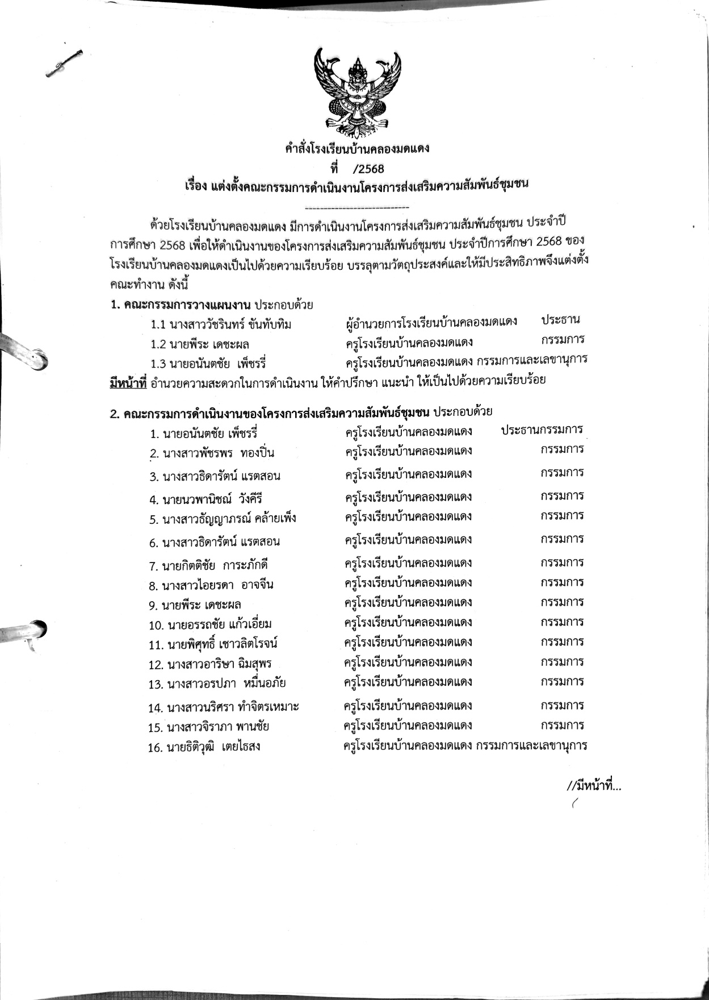 คำสั่งโรงเรียนบ้านคลองมดแดง
ที่ /2568
เรื่อง แต่งตั้งคณะกรรมการดำเนินงานโครงการส่งเสริมความสัมพันธ์ชุมชน
----------------------------
ด้วยโรงเรียนบ้านคลองมดแดง มีการดำเนินงานโครงการส่งเสริมความสัมพันธ์ชุมชน ประจำปี
การศึกษา 2568 เพื่อให้ดำเนินงานของโครงการส่งเสริมความสัมพันธ์ชุมชน ประจำปีการศึกษา 2568 ของ
โรงเรียนบ้านคลองมดแดงเป็นไปด้วยความเรียบร้อย บรรลุตามวัตถุประสงค์และให้มีประสิทธิภาพจึงแต่งตั้ง
คณะทำงาน ดังนี้
1. คณะกรรมการวางแผนงาน ประกอบด้วย
1.1 นางสาววัชรินทร์ ขันทับทิม ผู้อำนวยการโรงเรียนบ้านคลองมดแดง ประธาน
1.2 นายพีระ เดชะผล ครูโรงเรียนบ้านคลองมดแดง กรรมการ
1.3 นายอนันตชัย เพ็ชรรี่ ครูโรงเรียนบ้านคลองมดแดง กรรมการและเลขานุการ
มีหน้าที่ อำนวยความสะดวกในการดำเนินงาน ให้คำปรึกษา แนะนำ ให้เป็นไปด้วยความเรียบร้อย
2. คณะกรรมการดำเนินงานของโครงการส่งเสริมความสัมพันธ์ชุมชน ประกอบด้วย
1. นายอนันตชัย เพ็ชรรี่ ครูโรงเรียนบ้านคลองมดแดง ประธานกรรมการ
2. นางสาวพัชรพร ทองปิ่น ครูโรงเรียนบ้านคลองมดแดง กรรมการ
3. นางสาวธิดารัตน์ แรตสอน ครูโรงเรียนบ้านคลองมดแดง กรรมการ
4. นายนวพานิชณ์ วังคีรี ครูโรงเรียนบ้านคลองมดแดง กรรมการ
5. นางสาวธัญญาภรณ์ คล้ายเพ็ง ครูโรงเรียนบ้านคลองมดแดง กรรมการ
6. นางสาวธิดารัตน์ แรตสอน ครูโรงเรียนบ้านคลองมดแดง กรรมการ
7. นายกิตติชัย การะภักดี ครูโรงเรียนบ้านคลองมดแดง กรรมการ
8. นางสาวไอยรดา อาจจีน ครูโรงเรียนบ้านคลองมดแดง กรรมการ
9. นายพีระ เดชะผล ครูโรงเรียนบ้านคลองมดแดง กรรมการ
10. นายอรรถชัย แก้วเอี่ยม ครูโรงเรียนบ้านคลองมดแดง กรรมการ
11. นายพิศุทธิ์ เชาวลิตโรจน์ ครูโรงเรียนบ้านคลองมดแดง กรรมการ
12. นางสาวอาริษา ฉิมสุพร ครูโรงเรียนบ้านคลองมดแดง กรรมการ
13. นางสาวอรปภา หมื่นอภัย ครูโรงเรียนบ้านคลองมดแดง กรรมการ
14. นางสาวนริศรา ทำจิตรเหมาะ ครูโรงเรียนบ้านคลองมดแดง กรรมการ
15. นางสาวจิราภา พานชัย ครูโรงเรียนบ้านคลองมดแดง กรรมการ
16. นายธิติวุฒิ เตยไธสง ครูโรงเรียนบ้านคลองมดแดง กรรมการและเลขานุการ
//มีหน้าที่...